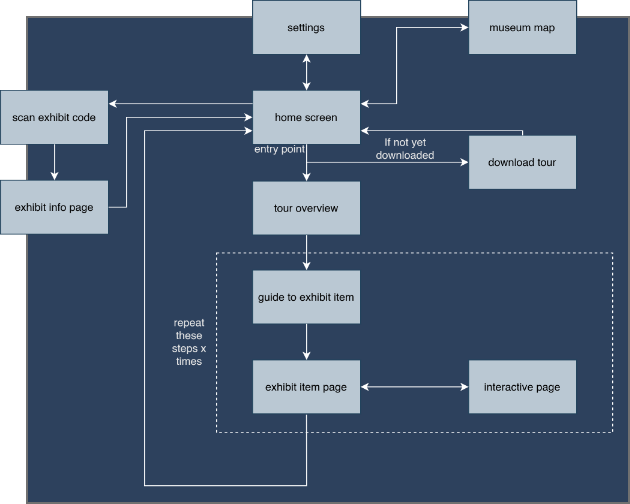 settings
museum map
scan exhibit code
home screen
entry point
If not yet
downloaded
download tour
exhibit info page
tour overview
guide to exhibit item
repeat
these
steps x
times
exhibit item page
interactive page